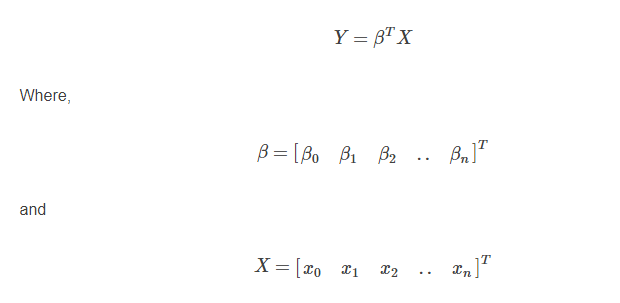 Y = β^T X
Where,
β = [β₀ β₁ β₂ .. βₙ]^T
and
X = [x₀ x₁ x₂ .. xₙ]^T